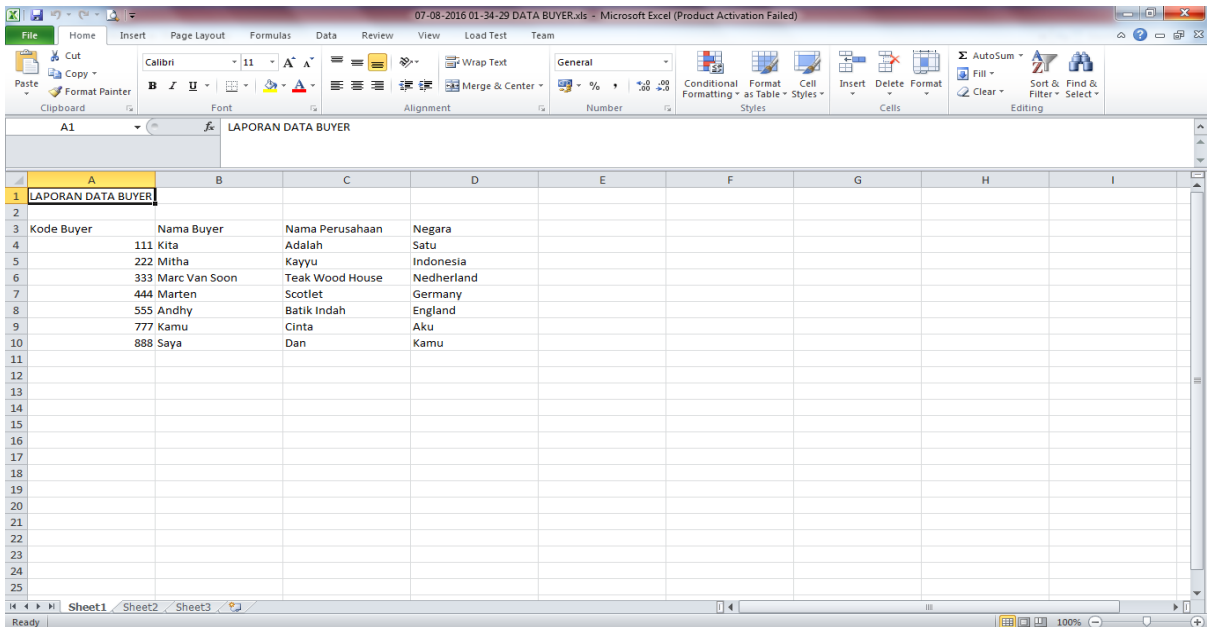 07-08-2016 01-34-29 DATA BUYER.xls - Microsoft Excel (Product Activation Failed)
File Home Insert Page Layout Formulas Data Review View Load Test Team
Paste
Cut
Copy
Format Painter
Clipboard
Calibri 11
B I U
Font
Wrap Text
Merge & Center
Alignment
General
% ,
Number
Conditional Formatting
Format as Table
Cell Styles
Styles
Insert Delete Format
Cells
Σ AutoSum
Fill
Clear
Sort & Filter
Find & Select
Editing
A1 fx LAPORAN DATA BUYER
A B C D E F G H I
1 LAPORAN DATA BUYER
2
3 Kode Buyer Nama Buyer Nama Perusahaan Negara
4 111 Kita Adalah Satu
5 222 Mitha Kayyu Indonesia
6 333 Marc Van Soon Teak Wood House Nedherland
7 444 Marten Scotlet Germany
8 555 Andhy Batik Indah England
9 777 Kamu Cinta Aku
10 888 Saya Dan Kamu
11
12
13
14
15
16
17
18
19
20
21
22
23
24
25
Sheet1 Sheet2 Sheet3
Ready 100%